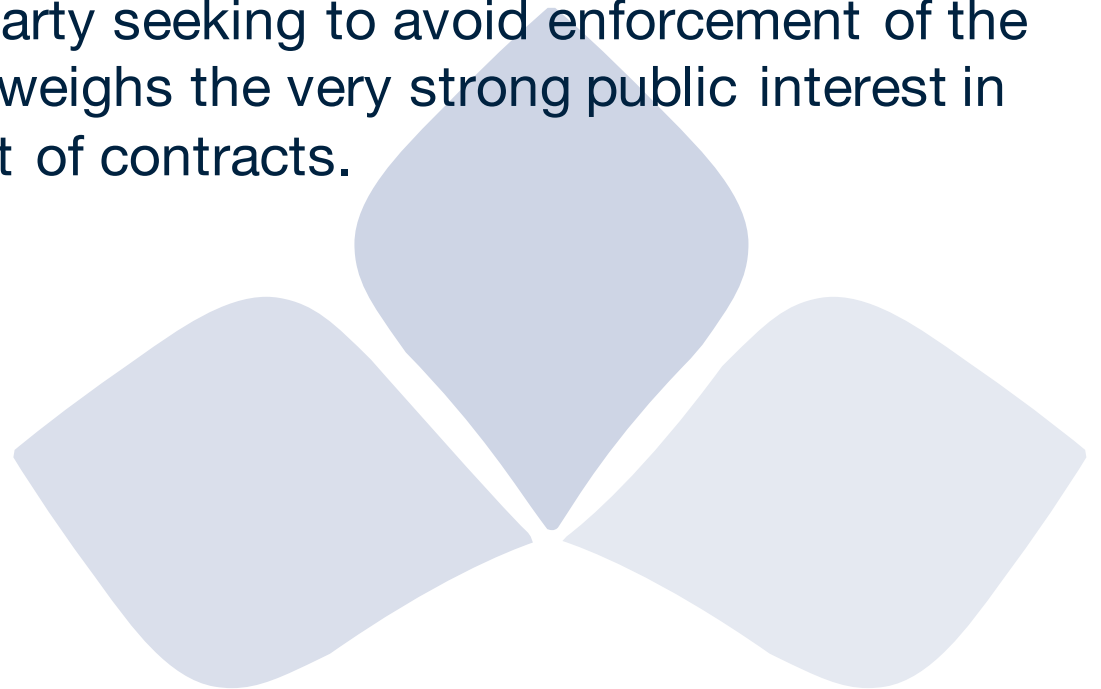 arty seeking to avoid enforcement of the
weighs the very strong public interest in
t of contracts.